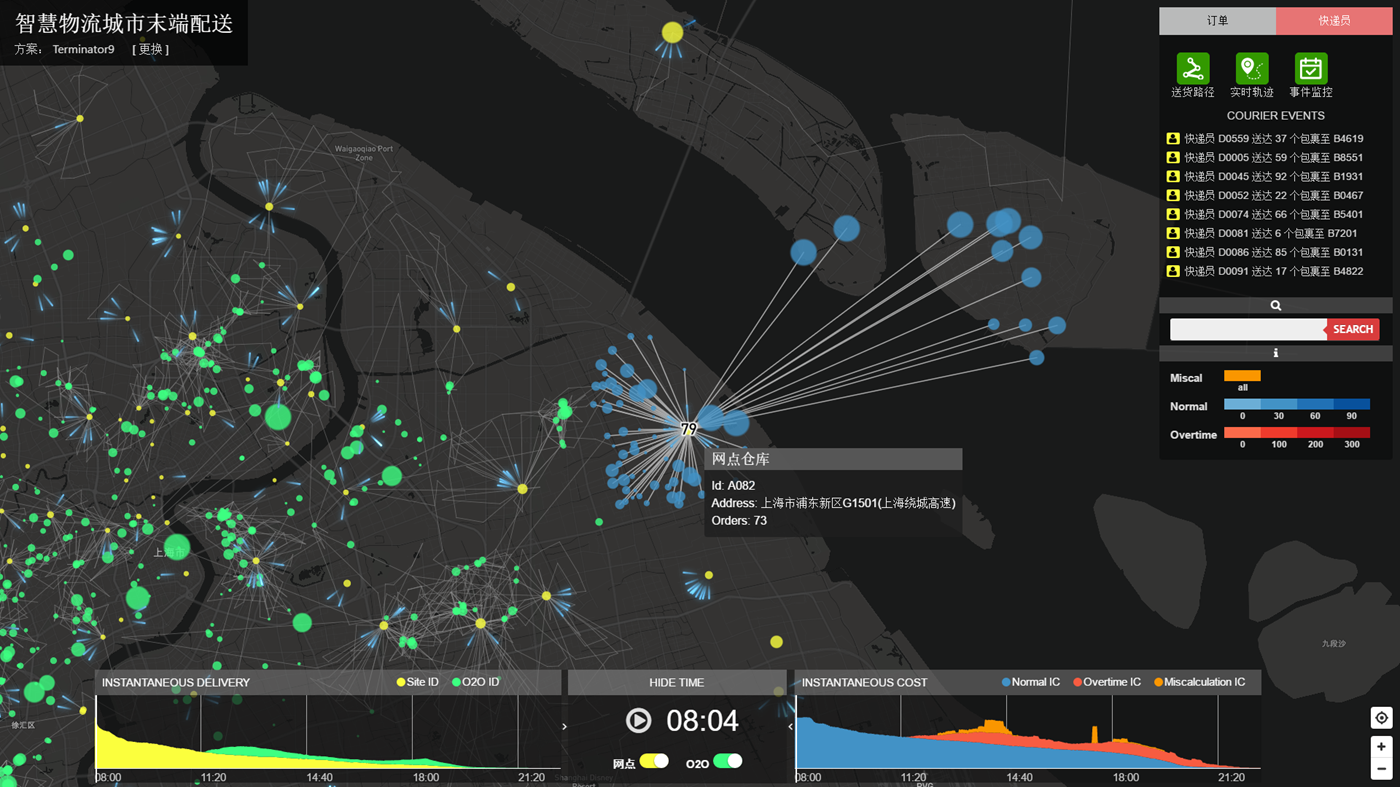 智慧物流城市末端配送
方案： Terminator9 [ 更换 ]
订单
快递员
送货路径 实时轨迹 事件监控
COURIER EVENTS
快递员 D0559 送达 37 个包裹至 B4619
快递员 D0005 送达 59 个包裹至 B8551
快递员 D0045 送达 92 个包裹至 B1931
快递员 D0052 送达 22 个包裹至 B0467
快递员 D0074 送达 66 个包裹至 B5401
快递员 D0081 送达 6 个包裹至 B7201
快递员 D0086 送达 85 个包裹至 B0131
快递员 D0091 送达 17 个包裹至 B4822
SEARCH
Miscal
all
Normal
0 30 60 90
Overtime
0 100 200 300
Waigaoqiao Port
Zone
79
网点仓库
Id: A082
Address: 上海市浦东新区G1501(上海绕城高速)
Orders: 73
上海市
九段沙
徐汇区
INSTANTANEOUS DELIVERY
Site ID O2O ID
08:00 11:20 14:40 18:00 21:20
HIDE TIME
08:04
网点 O2O
Shanghai Disney
Resort
INSTANTANEOUS COST
Normal IC Overtime IC Miscalculation IC
08:00 11:20 14:40 18:00 21:20
PVG